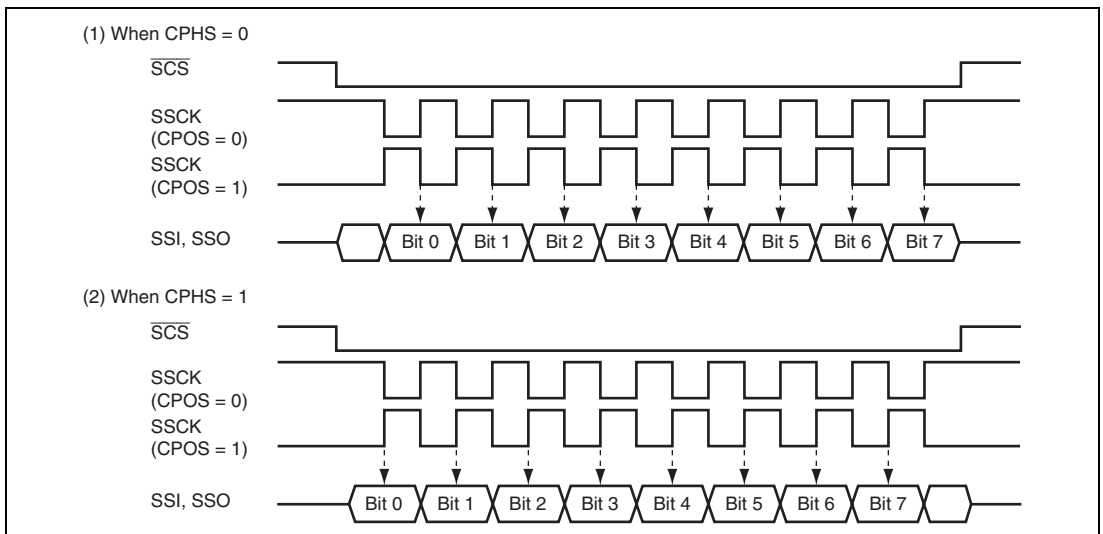 (1) When CPHS = 0
SCS
SSCK
(CPOS = 0)
SSCK
(CPOS = 1)
SSI, SSO
Bit 0 Bit 1 Bit 2 Bit 3 Bit 4 Bit 5 Bit 6 Bit 7
(2) When CPHS = 1
SCS
SSCK
(CPOS = 0)
SSCK
(CPOS = 1)
SSI, SSO
Bit 0 Bit 1 Bit 2 Bit 3 Bit 4 Bit 5 Bit 6 Bit 7